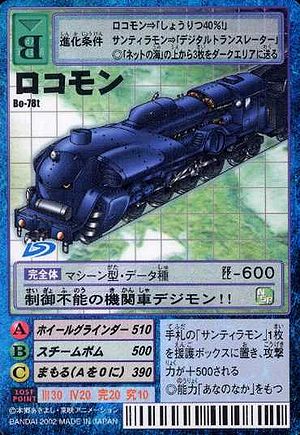 B
進化条件
ロコモン⇒「しょうりつ40%!」
サンティラモン⇒「デジタルトランスレーター」
◎「ネットの海」の上から3枚をダークエリアに送る
ロコモン
Bo-78t
完全体 マシーン型・データ種
-600
制御不能の機関車デジモン!!
A ホイールグラインダー 510
B スチームボム 500
C まもる(Aを0に) 390
手札の「サンティラモン」1枚
を援護ボックスに置き、攻撃
力が+500される
◎能力「あなのなか」をもつ
LOST POINT III30 IV20 完20 究10
©本郷あきよし・東映アニメーション
BANDAI 2002 MADE IN JAPAN